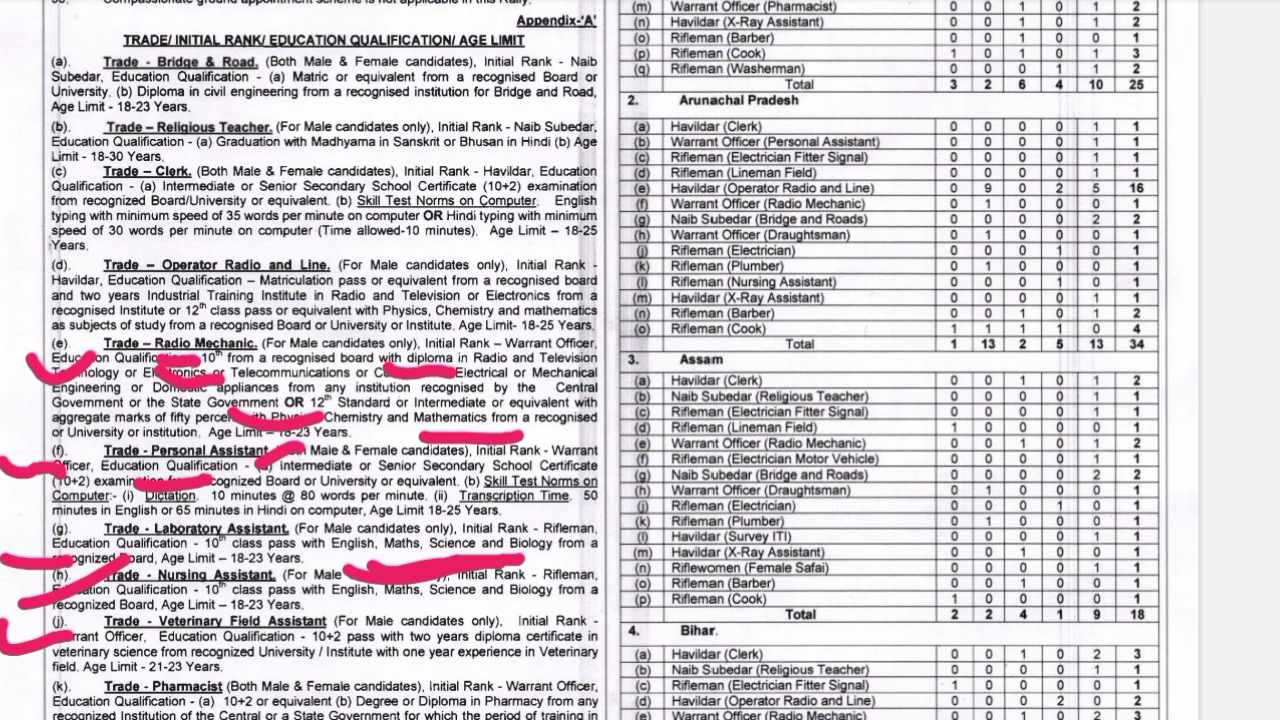 Compassionate ground appointment scheme is not applicable in this Rally.
Appendix-'A'
TRADE/ INITIAL RANK/ EDUCATION QUALIFICATION/ AGE LIMIT
(a). Trade - Bridge & Road. (Both Male & Female candidates), Initial Rank - Naib
Subedar, Education Qualification - (a) Matric or equivalent from a recognised Board or
University. (b) Diploma in civil engineering from a recognised institution for Bridge and Road,
Age Limit - 18-23 Years.
(b). Trade – Religious Teacher. (For Male candidates only), Initial Rank - Naib Subedar,
Education Qualification - (a) Graduation with Madhyama in Sanskrit or Bhusan in Hindi (b) Age
Limit - 18-30 Years.
(c) Trade – Clerk. (Both Male & Female candidates), Initial Rank - Havildar, Education
Qualification - (a) Intermediate or Senior Secondary School Certificate (10+2) examination
from recognized Board/University or equivalent. (b) Skill Test Norms on Computer. English
typing with minimum speed of 35 words per minute on computer OR Hindi typing with minimum
speed of 30 words per minute on computer (Time allowed-10 minutes). Age Limit – 18-25
Years.
(d). Trade – Operator Radio and Line. (For Male candidates only), Initial Rank -
Havildar, Education Qualification – Matriculation pass or equivalent from a recognised board
and two years Industrial Training Institute in Radio and Television or Electronics from a
recognised Institute or 12th class pass or equivalent with Physics, Chemistry and mathematics
as subjects of study from a recognised Board or University or Institute. Age Limit- 18-25 Years.
(e). Trade – Radio Mechanic. (For Male candidates only), Initial Rank – Warrant Officer,
10th from a recognised board with diploma in Radio and Television
or or Telecommunications or Electrical or Mechanical
Engineering or appliances from any institution recognised by the Central
Government or the State Government OR 12th Standard or Intermediate or equivalent with
aggregate marks of fifty Chemistry and Mathematics from a recognised
or University or institution. Age Limit – 18-23 Years.
(f). Trade - Personal Assistant Male & Female candidates), Initial Rank - Warrant
Officer, Education Qualification - Intermediate or Senior Secondary School Certificate
(10+2) Board or University or equivalent. (b) Skill Test Norms on
Computer:- (i) Dictation. 10 minutes @ 80 words per minute. (ii) Transcription Time. 50
minutes in English or 65 minutes in Hindi on computer, Age Limit - 18-25 Years.
(g). Trade - Laboratory Assistant. (For Male candidates only), Initial Rank - Rifleman,
Education Qualification - 10th class pass with English, Maths, Science and Biology from a
recognized Board, Age Limit – 18-23 Years.
(h). Trade - Nursing Assistant. (For Male Initial Rank - Rifleman,
Education Qualification - 10th class pass with English, Maths, Science and Biology from a
recognized Board, Age Limit – 18-23 Years.
(j). Trade - Veterinary Field Assistant (For Male candidates only), Initial Rank -
Warrant Officer, Education Qualification - 10+2 pass with two years diploma certificate in
veterinary science from recognized University / Institute with one year experience in Veterinary
field. Age Limit - 21-23 Years.
(k). Trade - Pharmacist (Both Male & Female candidates), Initial Rank - Warrant Officer,
Education Qualification - (a) 10+2 or equivalent (b) Degree or Diploma in Pharmacy from any
recognized Institution of the Central or a State Government for which the period of training in
(m) Warrant Officer (Pharmacist) 0 0 1 0 1 2
(n) Havildar (X-Ray Assistant) 0 0 1 0 1 2
(o) Rifleman (Barber) 0 0 1 0 0 1
(p) Rifleman (Cook) 1 0 1 0 1 3
(q) Rifleman (Washerman) 0 0 0 1 1 2
Total 3 2 6 4 10 25
2. Arunachal Pradesh
(a) Havildar (Clerk) 0 0 0 0 1 1
(b) Warrant Officer (Personal Assistant) 0 0 0 0 1 1
(c) Rifleman (Electrician Fitter Signal) 0 0 0 0 1 1
(d) Rifleman (Lineman Field) 0 0 0 0 1 1
(e) Havildar (Operator Radio and Line) 0 9 0 2 5 16
(f) Warrant Officer (Radio Mechanic) 0 1 0 0 0 1
(g) Naib Subedar (Bridge and Roads) 0 0 0 0 2 2
(h) Warrant Officer (Draughtsman) 0 1 0 0 0 1
(j) Rifleman (Electrician) 0 0 0 1 0 1
(k) Rifleman (Plumber) 0 1 0 0 0 1
(l) Rifleman (Nursing Assistant) 0 0 0 1 0 1
(m) Havildar (X-Ray Assistant) 0 0 0 0 1 1
(n) Rifleman (Barber) 0 0 1 0 1 2
(o) Rifleman (Cook) 1 1 1 1 0 4
Total 1 13 2 5 13 34
3. Assam
(a) Havildar (Clerk) 0 0 1 0 1 2
(b) Naib Subedar (Religious Teacher) 0 0 0 0 1 1
(c) Rifleman (Electrician Fitter Signal) 0 0 0 0 1 1
(d) Rifleman (Lineman Field) 1 0 0 0 0 1
(e) Warrant Officer (Radio Mechanic) 0 0 1 0 1 2
(f) Rifleman (Electrician Motor Vehicle) 0 0 0 0 1 1
(g) Naib Subedar (Bridge and Roads) 0 0 0 0 2 2
(h) Warrant Officer (Draughtsman) 0 1 0 0 0 1
(j) Rifleman (Electrician) 0 0 0 1 0 1
(k) Rifleman (Plumber) 0 1 0 0 0 1
(l) Havildar (Survey ITI) 0 0 0 0 1 1
(m) Havildar (X-Ray Assistant) 0 0 1 0 0 1
(n) Riflewomen (Female Safai) 0 0 0 0 1 1
(o) Rifleman (Barber) 0 0 1 0 0 1
(p) Rifleman (Cook) 1 0 0 0 0 1
Total 2 2 4 1 9 18
4. Bihar.
(a) Havildar (Clerk) 0 0 1 0 2 3
(b) Naib Subedar (Religious Teacher) 0 0 0 0 1 1
(c) Rifleman (Electrician Fitter Signal) 1 0 0 0 0 1
(d) Havildar (Operator Radio and Line) 0 0 0 2 0 2
(e) Warrant Officer (Radio Mechanic) 0 0 1 0 2 3